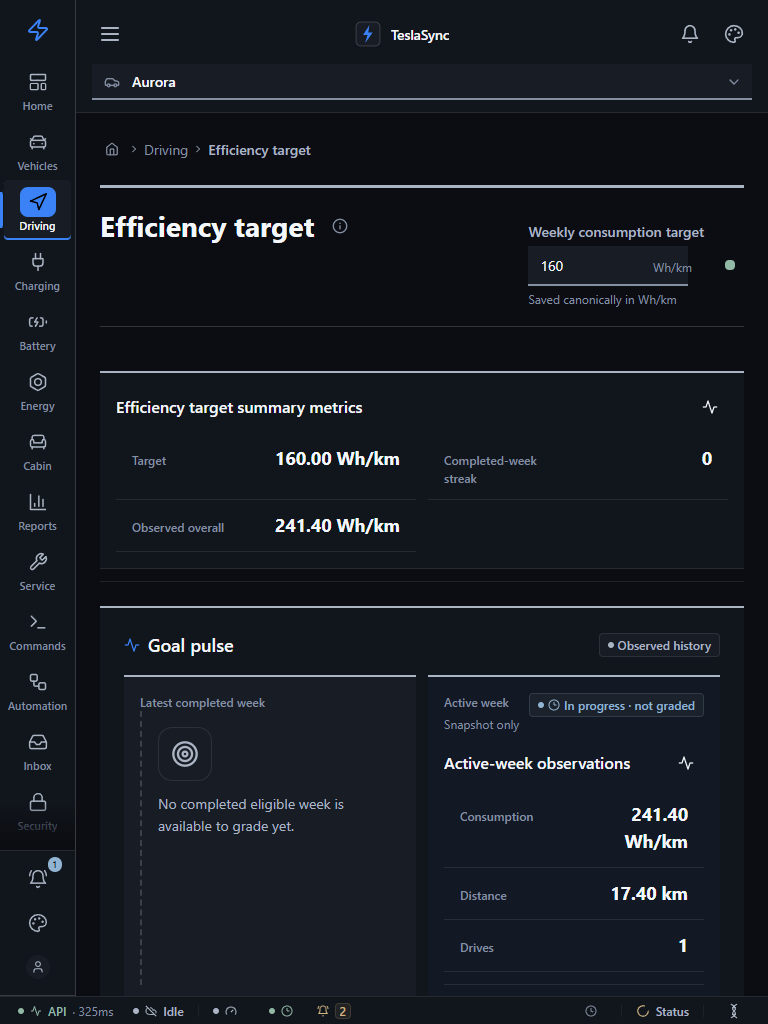 TeslaSync
Aurora
Home
Vehicles
Driving
Charging
Battery
Energy
Cabin
Reports
Service
Commands
Automation
Inbox
Security
1
Driving
Efficiency target
Efficiency target
Weekly consumption target
160 Wh/km
Saved canonically in Wh/km
Efficiency target summary metrics
Target 160.00 Wh/km
Completed-week
streak
0
Observed overall 241.40 Wh/km
Goal pulse
Observed history
Latest completed week
No completed eligible week is
available to grade yet.
Active week
In progress · not graded
Snapshot only
Active-week observations
Consumption
241.40
Wh/km
Distance 17.40 km
Drives 1
API · 325ms
Idle
2
Status